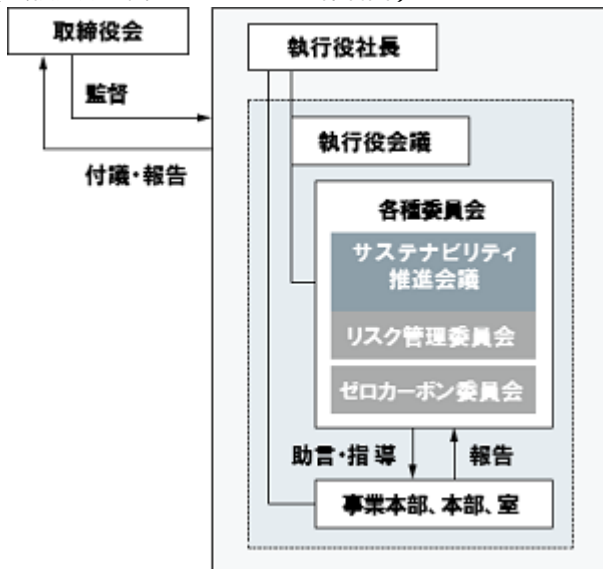 取締役会
執行役社長
監督
執行役会議
付議・報告
各種委員会
サステナビリティ
推進会議
リスク管理委員会
ゼロカーボン委員会
助言・指導
報告
事業本部、本部、室